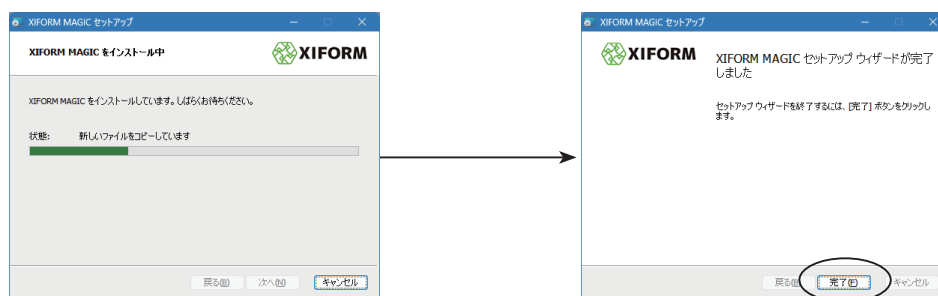 XIFORM MAGIC セットアップ
XIFORM MAGIC をインストール中
XIFORM
XIFORM MAGIC をインストールしています。しばらくお待ちください。
状態: 新しいファイルをコピーしています
戻る(B) 次へ(N) キャンセル
XIFORM MAGIC セットアップ
XIFORM
XIFORM MAGIC セットアップ ウィザードが完了
しました
セットアップ ウィザードを終了するには、[完了] ボタンをクリックし
ます。
戻る(B) 完了(F) キャンセル